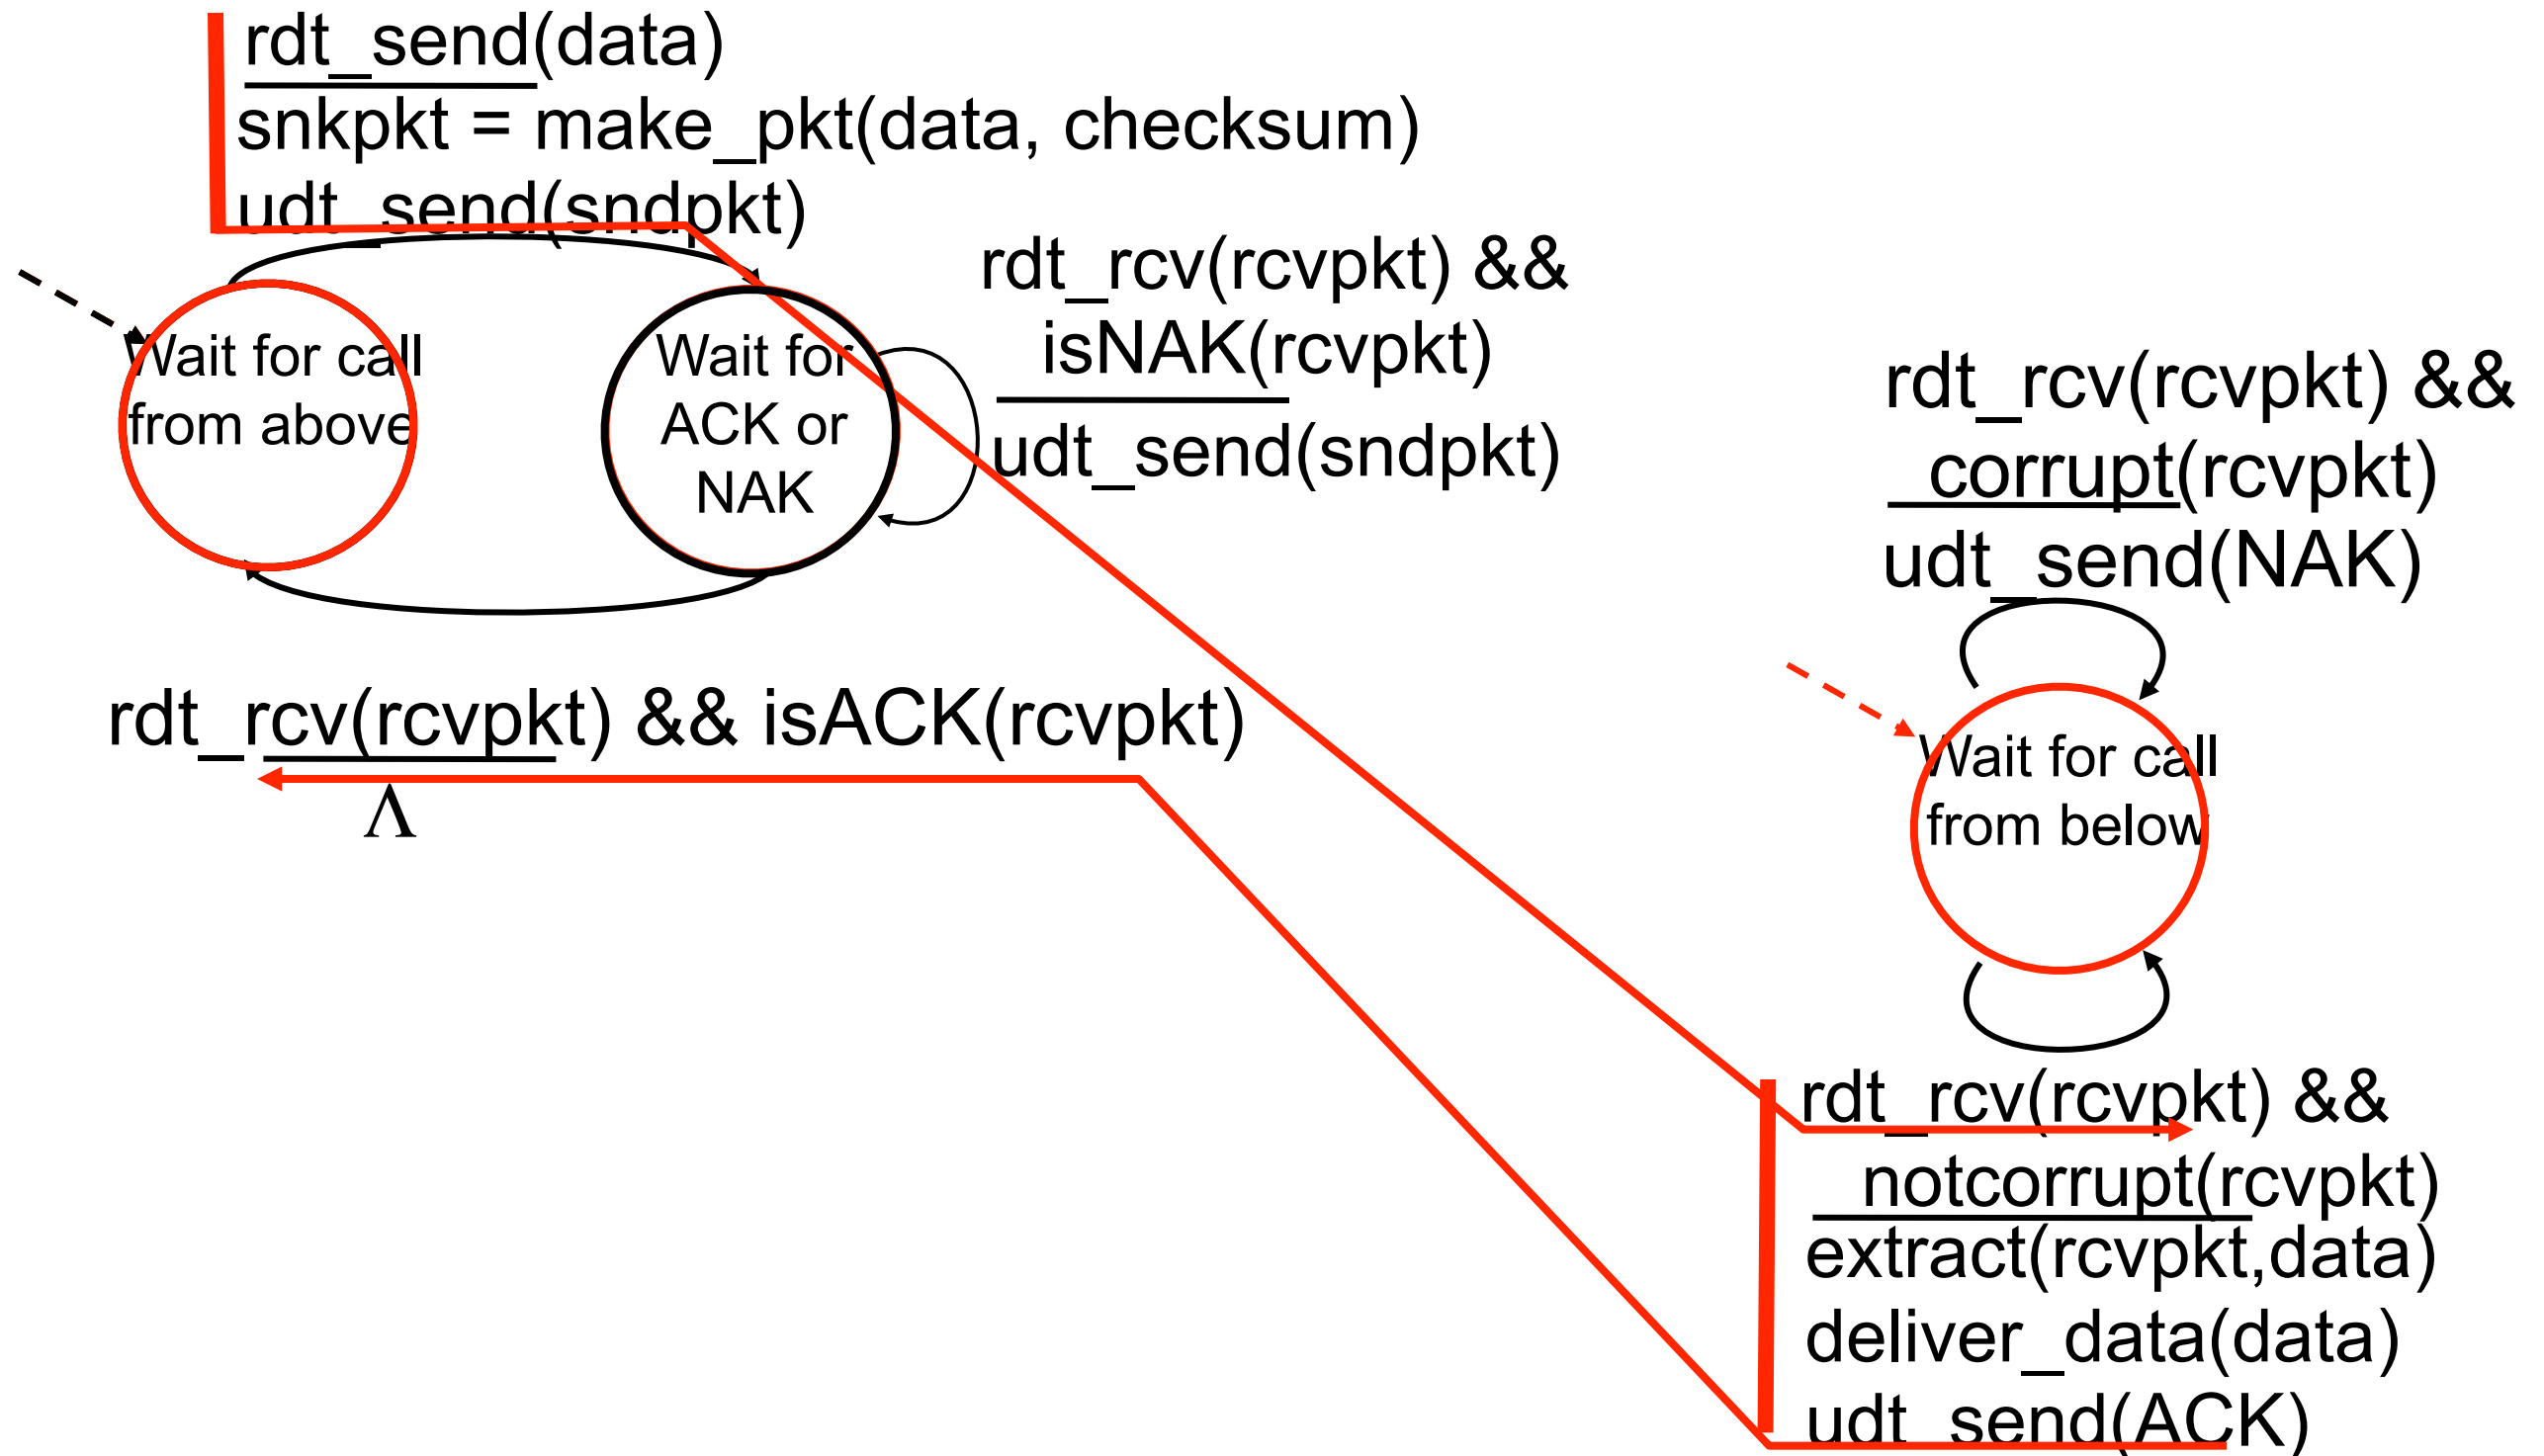 rdt_send(data)
snkpkt = make_pkt(data, checksum)
udt_send(sndpkt)
Wait for call
from above
Wait for
ACK or
NAK
rdt_rcv(rcvpkt) &&
isNAK(rcvpkt)
udt_send(sndpkt)
rdt_rcv(rcvpkt) && isACK(rcvpkt)
Λ
rdt_rcv(rcvpkt) &&
corrupt(rcvpkt)
udt_send(NAK)
Wait for call
from below
rdt_rcv(rcvpkt) &&
notcorrupt(rcvpkt)
extract(rcvpkt,data)
deliver_data(data)
udt_send(ACK)